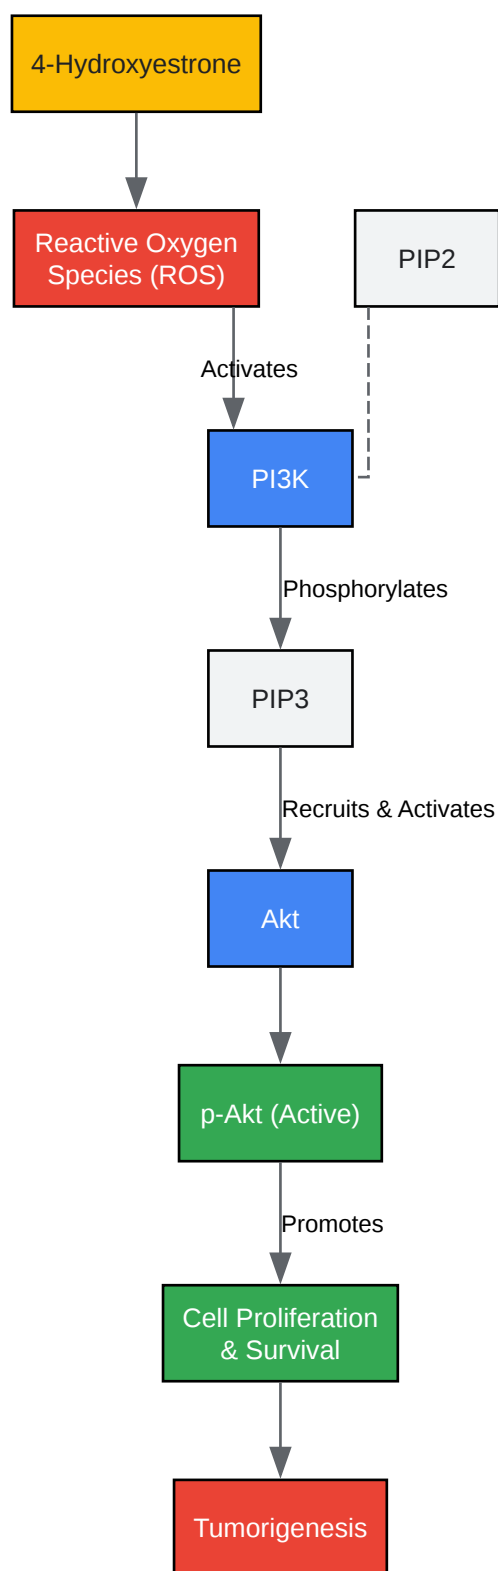 4-Hydroxyestrone
Reactive Oxygen
Species (ROS)
PIP2
Activates
PI3K
Phosphorylates
PIP3
Recruits & Activates
Akt
p-Akt (Active)
Promotes
Cell Proliferation
& Survival
Tumorigenesis